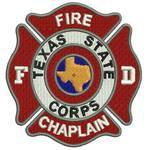 FIRE
TEXAS STATE
F D
CORPS
CHAPLAIN